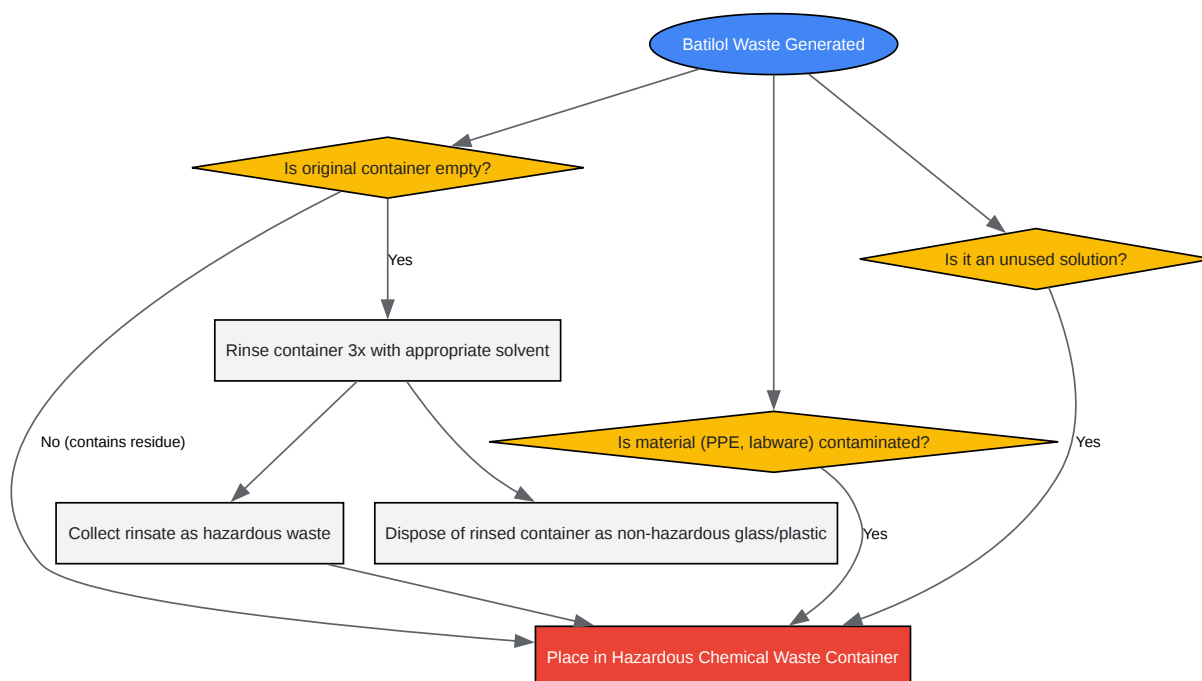 Batilol Waste Generated
Is original container empty?
Is it an unused solution?
Yes
Rinse container 3x with appropriate solvent
No (contains residue)
Is material (PPE, labware) contaminated?
Yes
Collect rinsate as hazardous waste
Dispose of rinsed container as non-hazardous glass/plastic
Yes
Place in Hazardous Chemical Waste Container